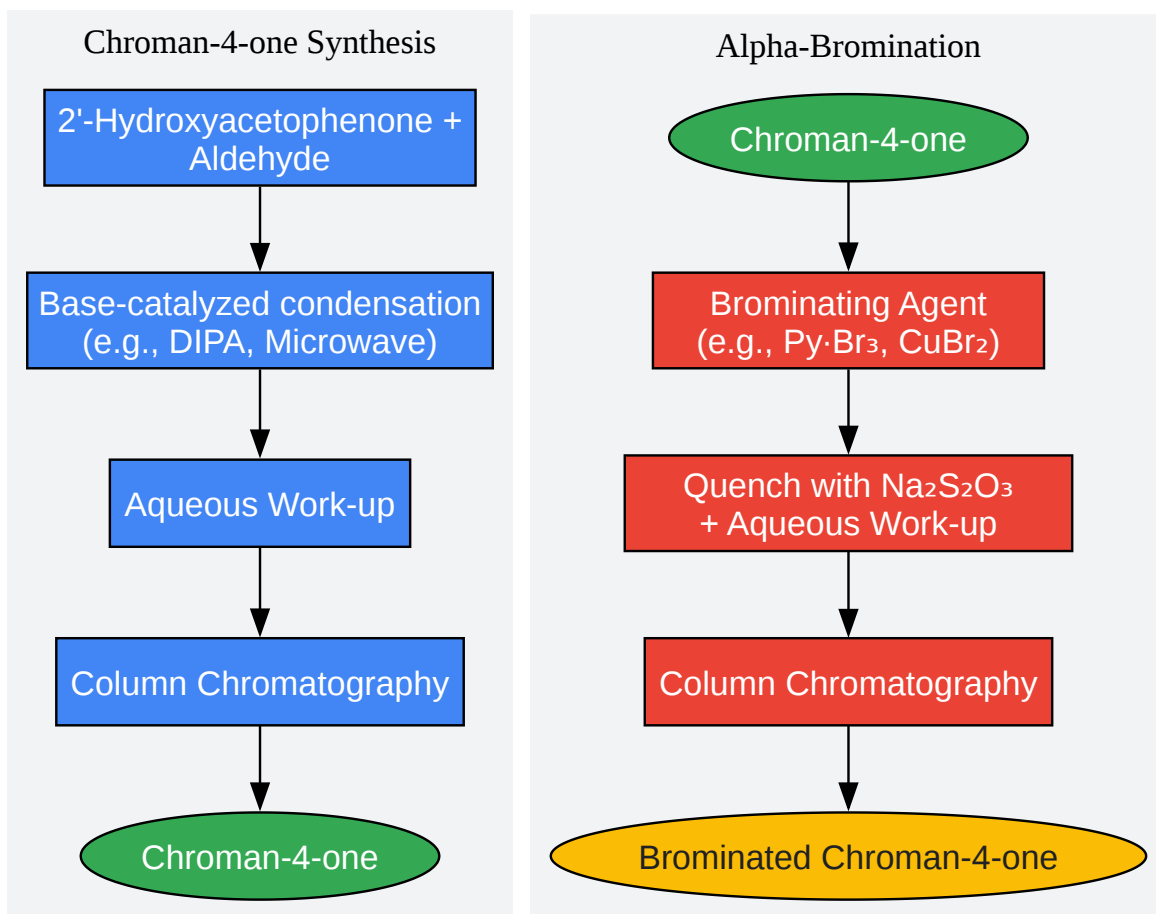 Chroman-4-one Synthesis
2'-Hydroxyacetophenone +
Aldehyde
Base-catalyzed condensation
(e.g., DIPA, Microwave)
Aqueous Work-up
Column Chromatography
Chroman-4-one
Alpha-Bromination
Chroman-4-one
Brominating Agent
(e.g., Py·Br₃, CuBr₂)
Quench with Na₂S₂O₃
+ Aqueous Work-up
Column Chromatography
Brominated Chroman-4-one